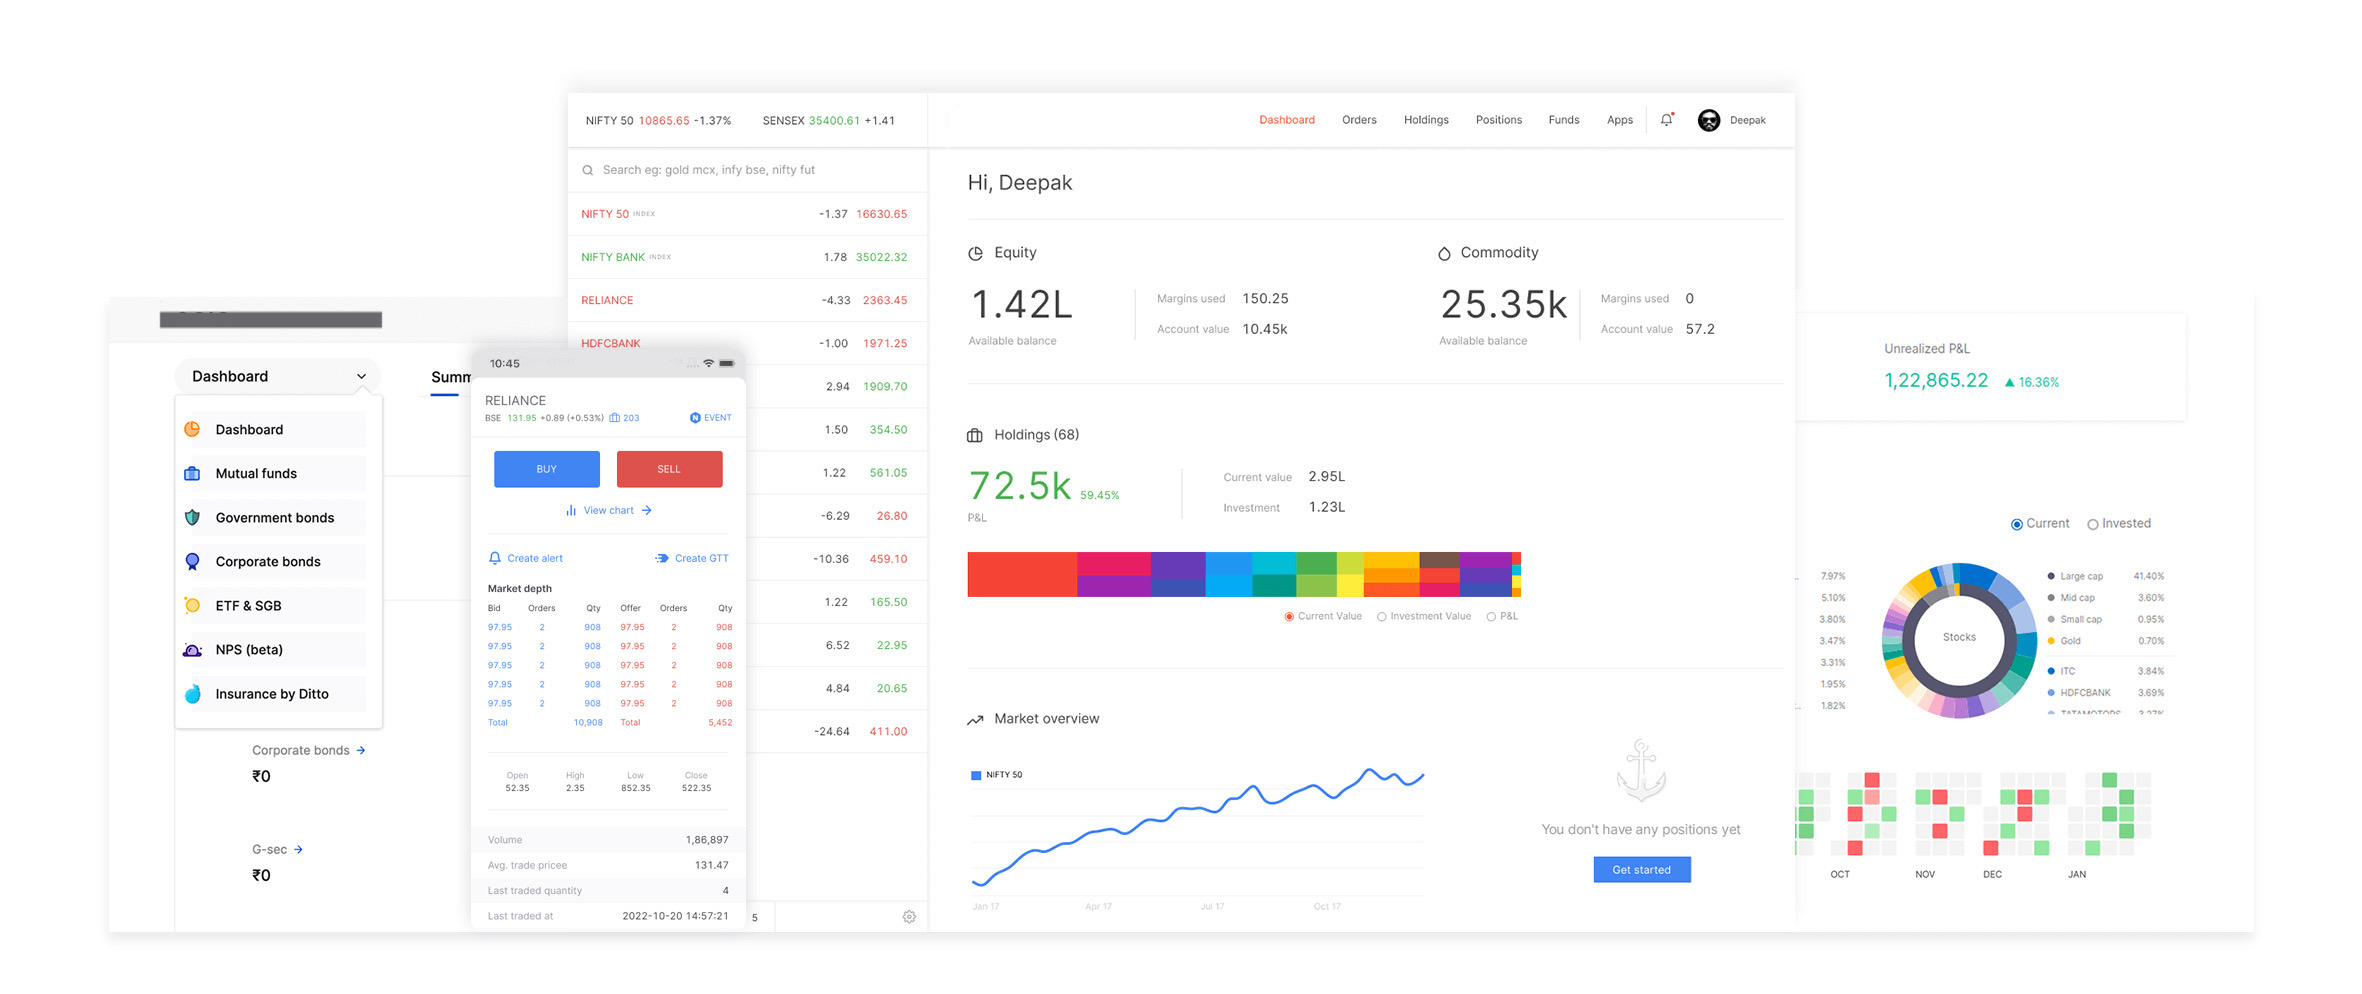 NIFTY 50 10865.65 -1.37% SENSEX 35400.61 +1.41
Dashboard Orders Holdings Positions Funds Apps Deepak
Search eg: gold mcx, infy bse, nifty fut
NIFTY 50 INDEX -1.37 16630.65
NIFTY BANK INDEX 1.78 35022.32
RELIANCE -4.33 2363.45
HDFCBANK -1.00 1971.25
2.94 1909.70
1.50 354.50
1.22 561.05
-6.29 26.80
-10.36 459.10
1.22 165.50
6.52 22.95
4.84 20.65
-24.64 411.00
5
Hi, Deepak
Equity
1.42L
Available balance
Margins used 150.25
Account value 10.45k
Commodity
25.35k
Available balance
Margins used 0
Account value 57.2
Holdings (68)
72.5k 59.45%
P&L
Current value 2.95L
Investment 1.23L
Current Value Investment Value P&L
Market overview
NIFTY 50
Jan 17 Apr 17 Jul 17 Oct 17
You don't have any positions yet
Get started
Dashboard
Summ
Dashboard
Mutual funds
Government bonds
Corporate bonds
ETF & SGB
NPS (beta)
Insurance by Ditto
Corporate bonds →
₹0
G-sec →
₹0
10:45
RELIANCE
BSE 131.95 +0.89 (+0.53%) 203 EVENT
BUY SELL
View chart →
Create alert Create GTT
Market depth
Bid Orders Qty Offer Orders Qty
97.95 2 908 97.95 2 908
97.95 2 908 97.95 2 908
97.95 2 908 97.95 2 908
97.95 2 908 97.95 2 908
97.95 2 908 97.95 2 908
Total 10,908 Total 5,452
Open High Low Close
52.35 2.35 852.35 522.35
Volume 1,86,897
Avg. trade pricee 131.47
Last traded quantity 4
Last traded at 2022-10-20 14:57:21
Unrealized P&L
1,22,865.22 ▲ 16.36%
Current Invested
7.97%
5.10%
3.80%
3.47%
3.31%
1.95%
1.82%
Stocks
Large cap 41.40%
Mid cap 3.60%
Small cap 0.95%
Gold 0.70%
ITC 3.84%
HDFCBANK 3.69%
TATAMOTORS 3.27%
OCT NOV DEC JAN